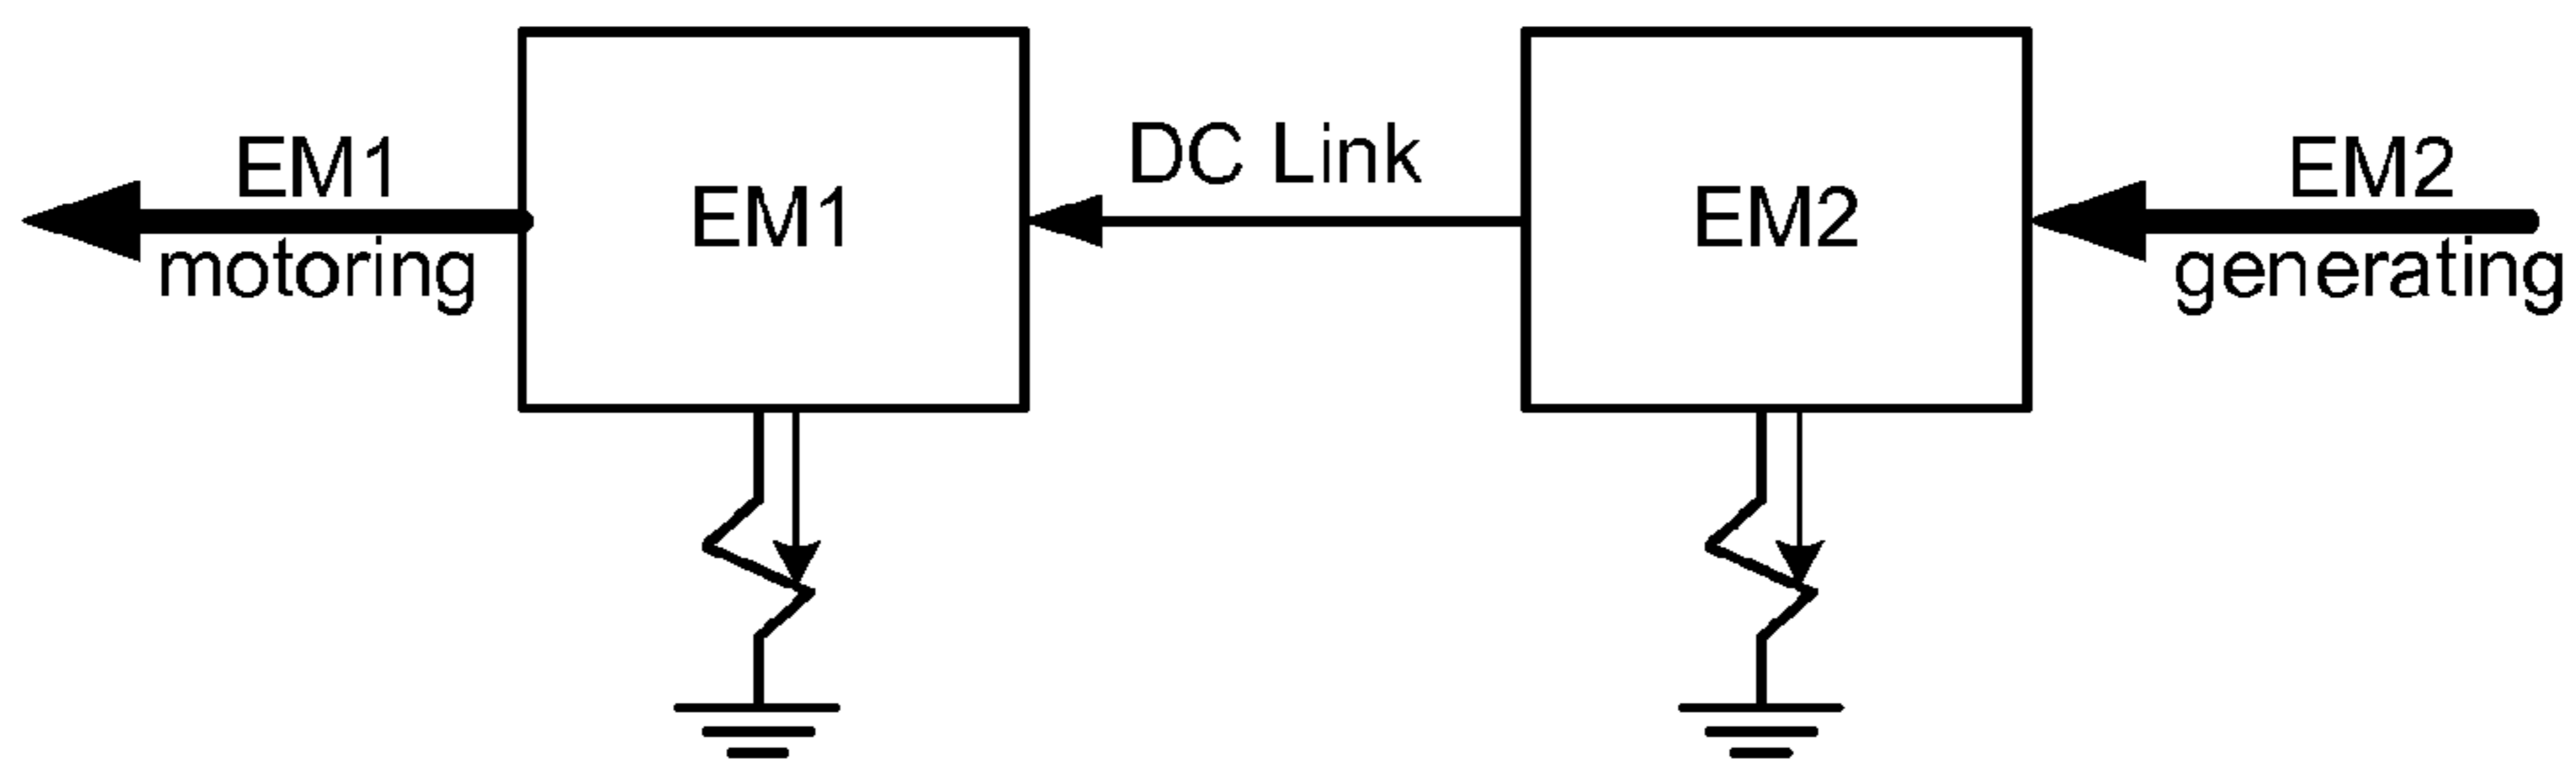 EM1
motoring
EM1
DC Link
EM2
EM2
generating